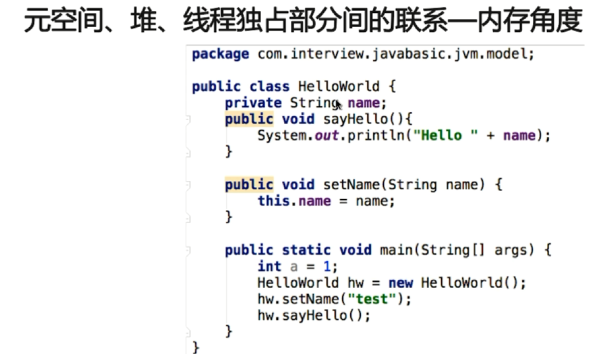 元空间、堆、线程独占部分间的联系—内存角度
package com.interview.javabasic.jvm.model;
public class HelloWorld {
private String name;
public void sayHello(){
System.out.println("Hello " + name);
}
public void setName(String name) {
this.name = name;
}
public static void main(String[] args) {
int a = 1;
HelloWorld hw = new HelloWorld();
hw.setName("test");
hw.sayHello();
}
}